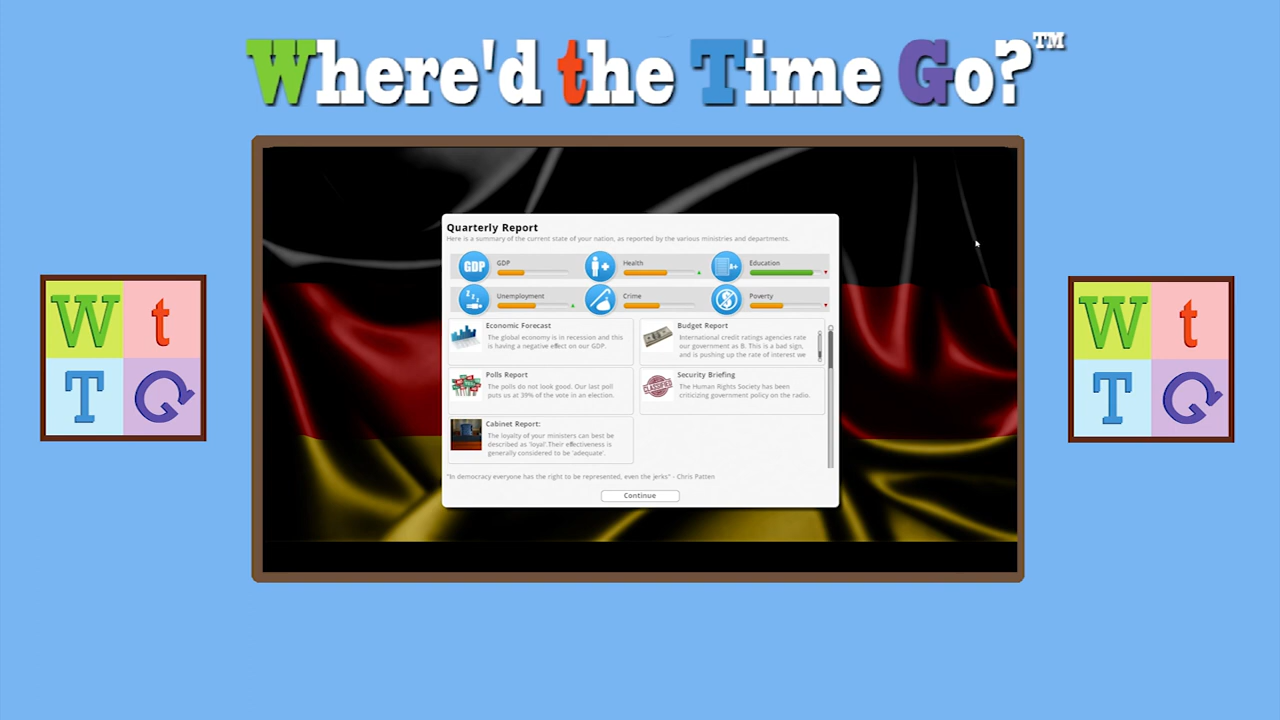 Where'd the Time Go?™
Quarterly Report
Here is a summary of the current state of your nation, as reported by the various ministries and departments.
GDP GDP
Health
A+ Education
zzz Unemployment
Crime
$ Poverty
Economic Forecast
The global economy is in recession and this
is having a negative effect on our GDP.
Budget Report
International credit ratings agencies rate
our government as B. This is a bad sign,
and is pushing up the rate of interest we
Polls Report
The polls do not look good. Our last poll
puts us at 39% of the vote in an election.
CLASSIFIED
Security Briefing
The Human Rights Society has been
criticizing government policy on the radio.
Cabinet Report:
The loyalty of your ministers can best be
described as 'loyal'.Their effectiveness is
generally considered to be 'adequate'.
"In democracy everyone has the right to be represented, even the jerks" - Chris Patten
Continue
W t
T G
W t
T G